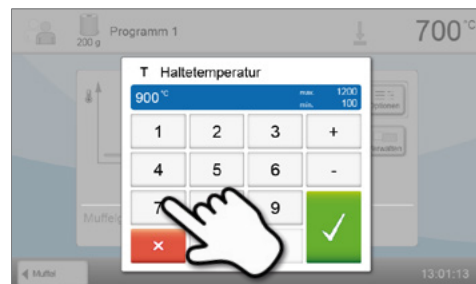 200 g
Programm 1
700 °C
T Haltetemperatur
900 °C
max. 1200
min. 100
1 2 3 +
4 5 6 -
7 9
Optionen
Muffel
13:01:13